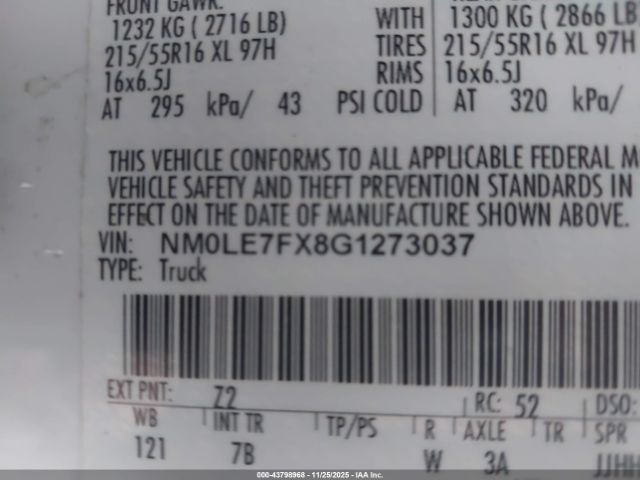 FRONT GAWR: REAR GAWR:
1232 KG ( 2716 LB) WITH 1300 KG ( 2866 LB
215/55R16 XL 97H TIRES 215/55R16 XL 97H
16x6.5J RIMS 16x6.5J
AT 295 kPa/ 43 PSI COLD AT 320 kPa/
THIS VEHICLE CONFORMS TO ALL APPLICABLE FEDERAL M
VEHICLE SAFETY AND THEFT PREVENTION STANDARDS IN
EFFECT ON THE DATE OF MANUFACTURE SHOWN ABOVE.
VIN: NM0LE7FX8G1273037
TYPE: Truck
EXT PNT: Z2 RC: 52 DSO:
WB INT TR TP/PS R AXLE TR SPR
121 7B W 3A JJHH
000-43798968 - 11/25/2025 - IAA Inc.